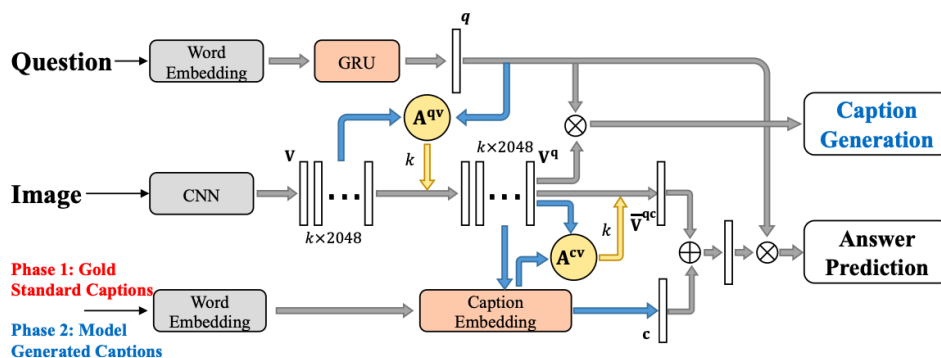 Question
Word
Embedding
GRU
q
A^qv
Caption
Generation
V
k
k×2048
V^q
Image
CNN
...
...
k×2048
k
V̅^qc
A^cv
Answer
Prediction
Phase 1: Gold
Standard Captions
Word
Embedding
Caption
Embedding
Phase 2: Model
Generated Captions
c